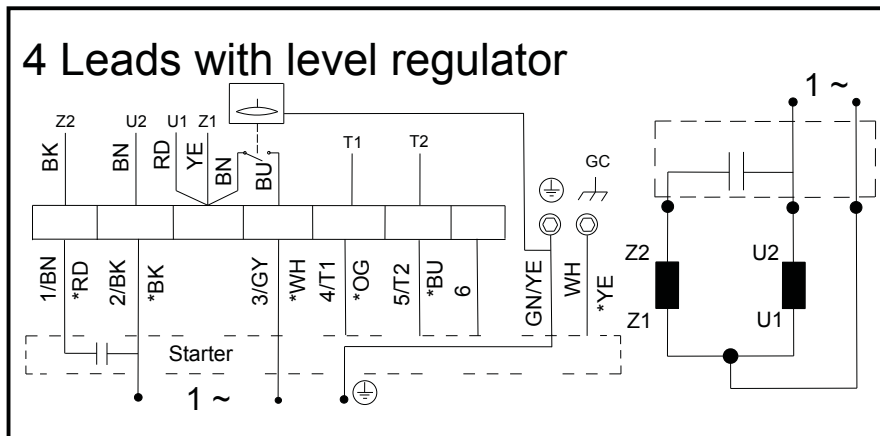 4 Leads with level regulator
1 ~
Z2
U2
U1
Z1
T1
T2
GC
BK
BN
RD
YE
BN
BU
1/BN
*RD
2/BK
*BK
3/GY
*WH
4/T1
*OG
5/T2
*BU
6
GN/YE
WH
*YE
Starter
1 ~
Z2
U2
Z1
U1